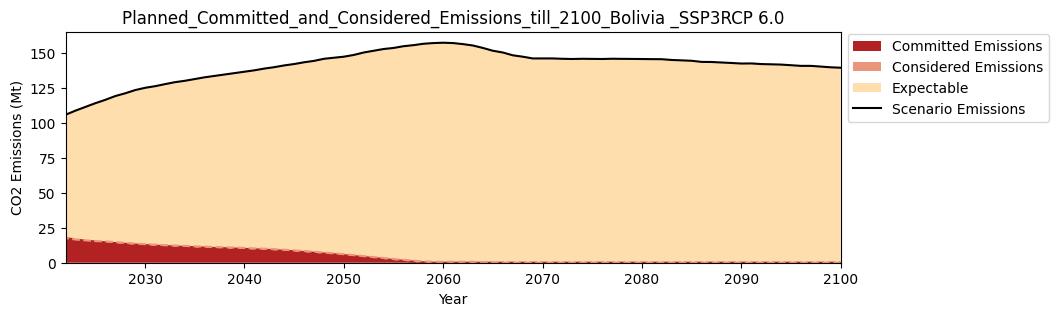 Planned_Committed_and_Considered_Emissions_till_2100_Bolivia _SSP3RCP 6.0
Committed Emissions
Considered Emissions
Expectable
Scenario Emissions
CO2 Emissions (Mt)
150
125
100
75
50
25
0
2030 2040 2050 2060 2070 2080 2090 2100
Year